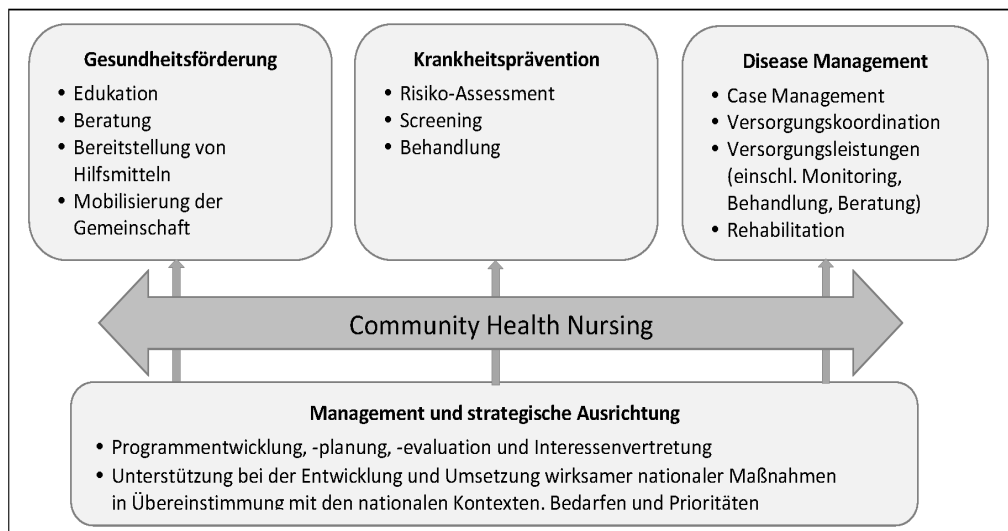 Gesundheitsförderung
• Edukation
• Beratung
• Bereitstellung von
Hilfsmitteln
• Mobilisierung der
Gemeinschaft
Krankheitsprävention
• Risiko-Assessment
• Screening
• Behandlung
Disease Management
• Case Management
• Versorgungskoordination
• Versorgungsleistungen
(einschl. Monitoring,
Behandlung, Beratung)
• Rehabilitation
Community Health Nursing
Management und strategische Ausrichtung
• Programmentwicklung, -planung, -evaluation und Interessenvertretung
• Unterstützung bei der Entwicklung und Umsetzung wirksamer nationaler Maßnahmen
in Übereinstimmung mit den nationalen Kontexten, Bedarfen und Prioritäten